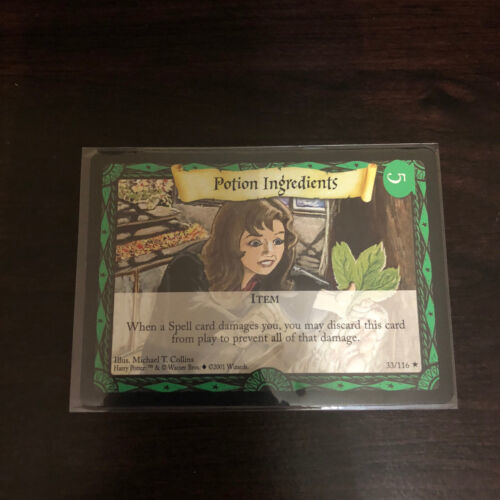 Potion Ingredients
5
Item
When a Spell card damages you, you may discard this card
from play to prevent all of that damage.
Illus. Michael T. Collins
Harry Potter: ™ & © Warner Bros. ♦ ©2001 Wizards.
33/116 ★